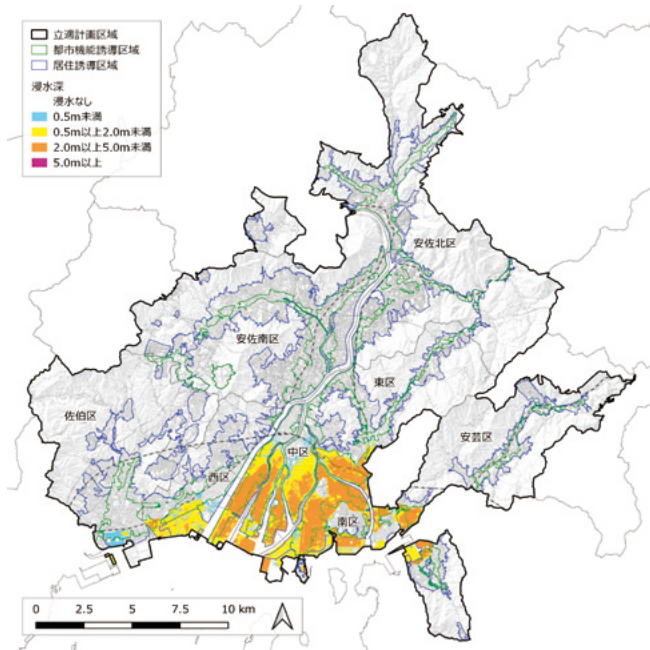 立適計画区域
都市機能誘導区域
居住誘導区域
浸水深
浸水なし
0.5m未満
0.5m以上2.0m未満
2.0m以上5.0m未満
5.0m以上
安佐北区
安佐南区
東区
佐伯区
安芸区
中区
西区
南区
0 2.5 5 7.5 10 km